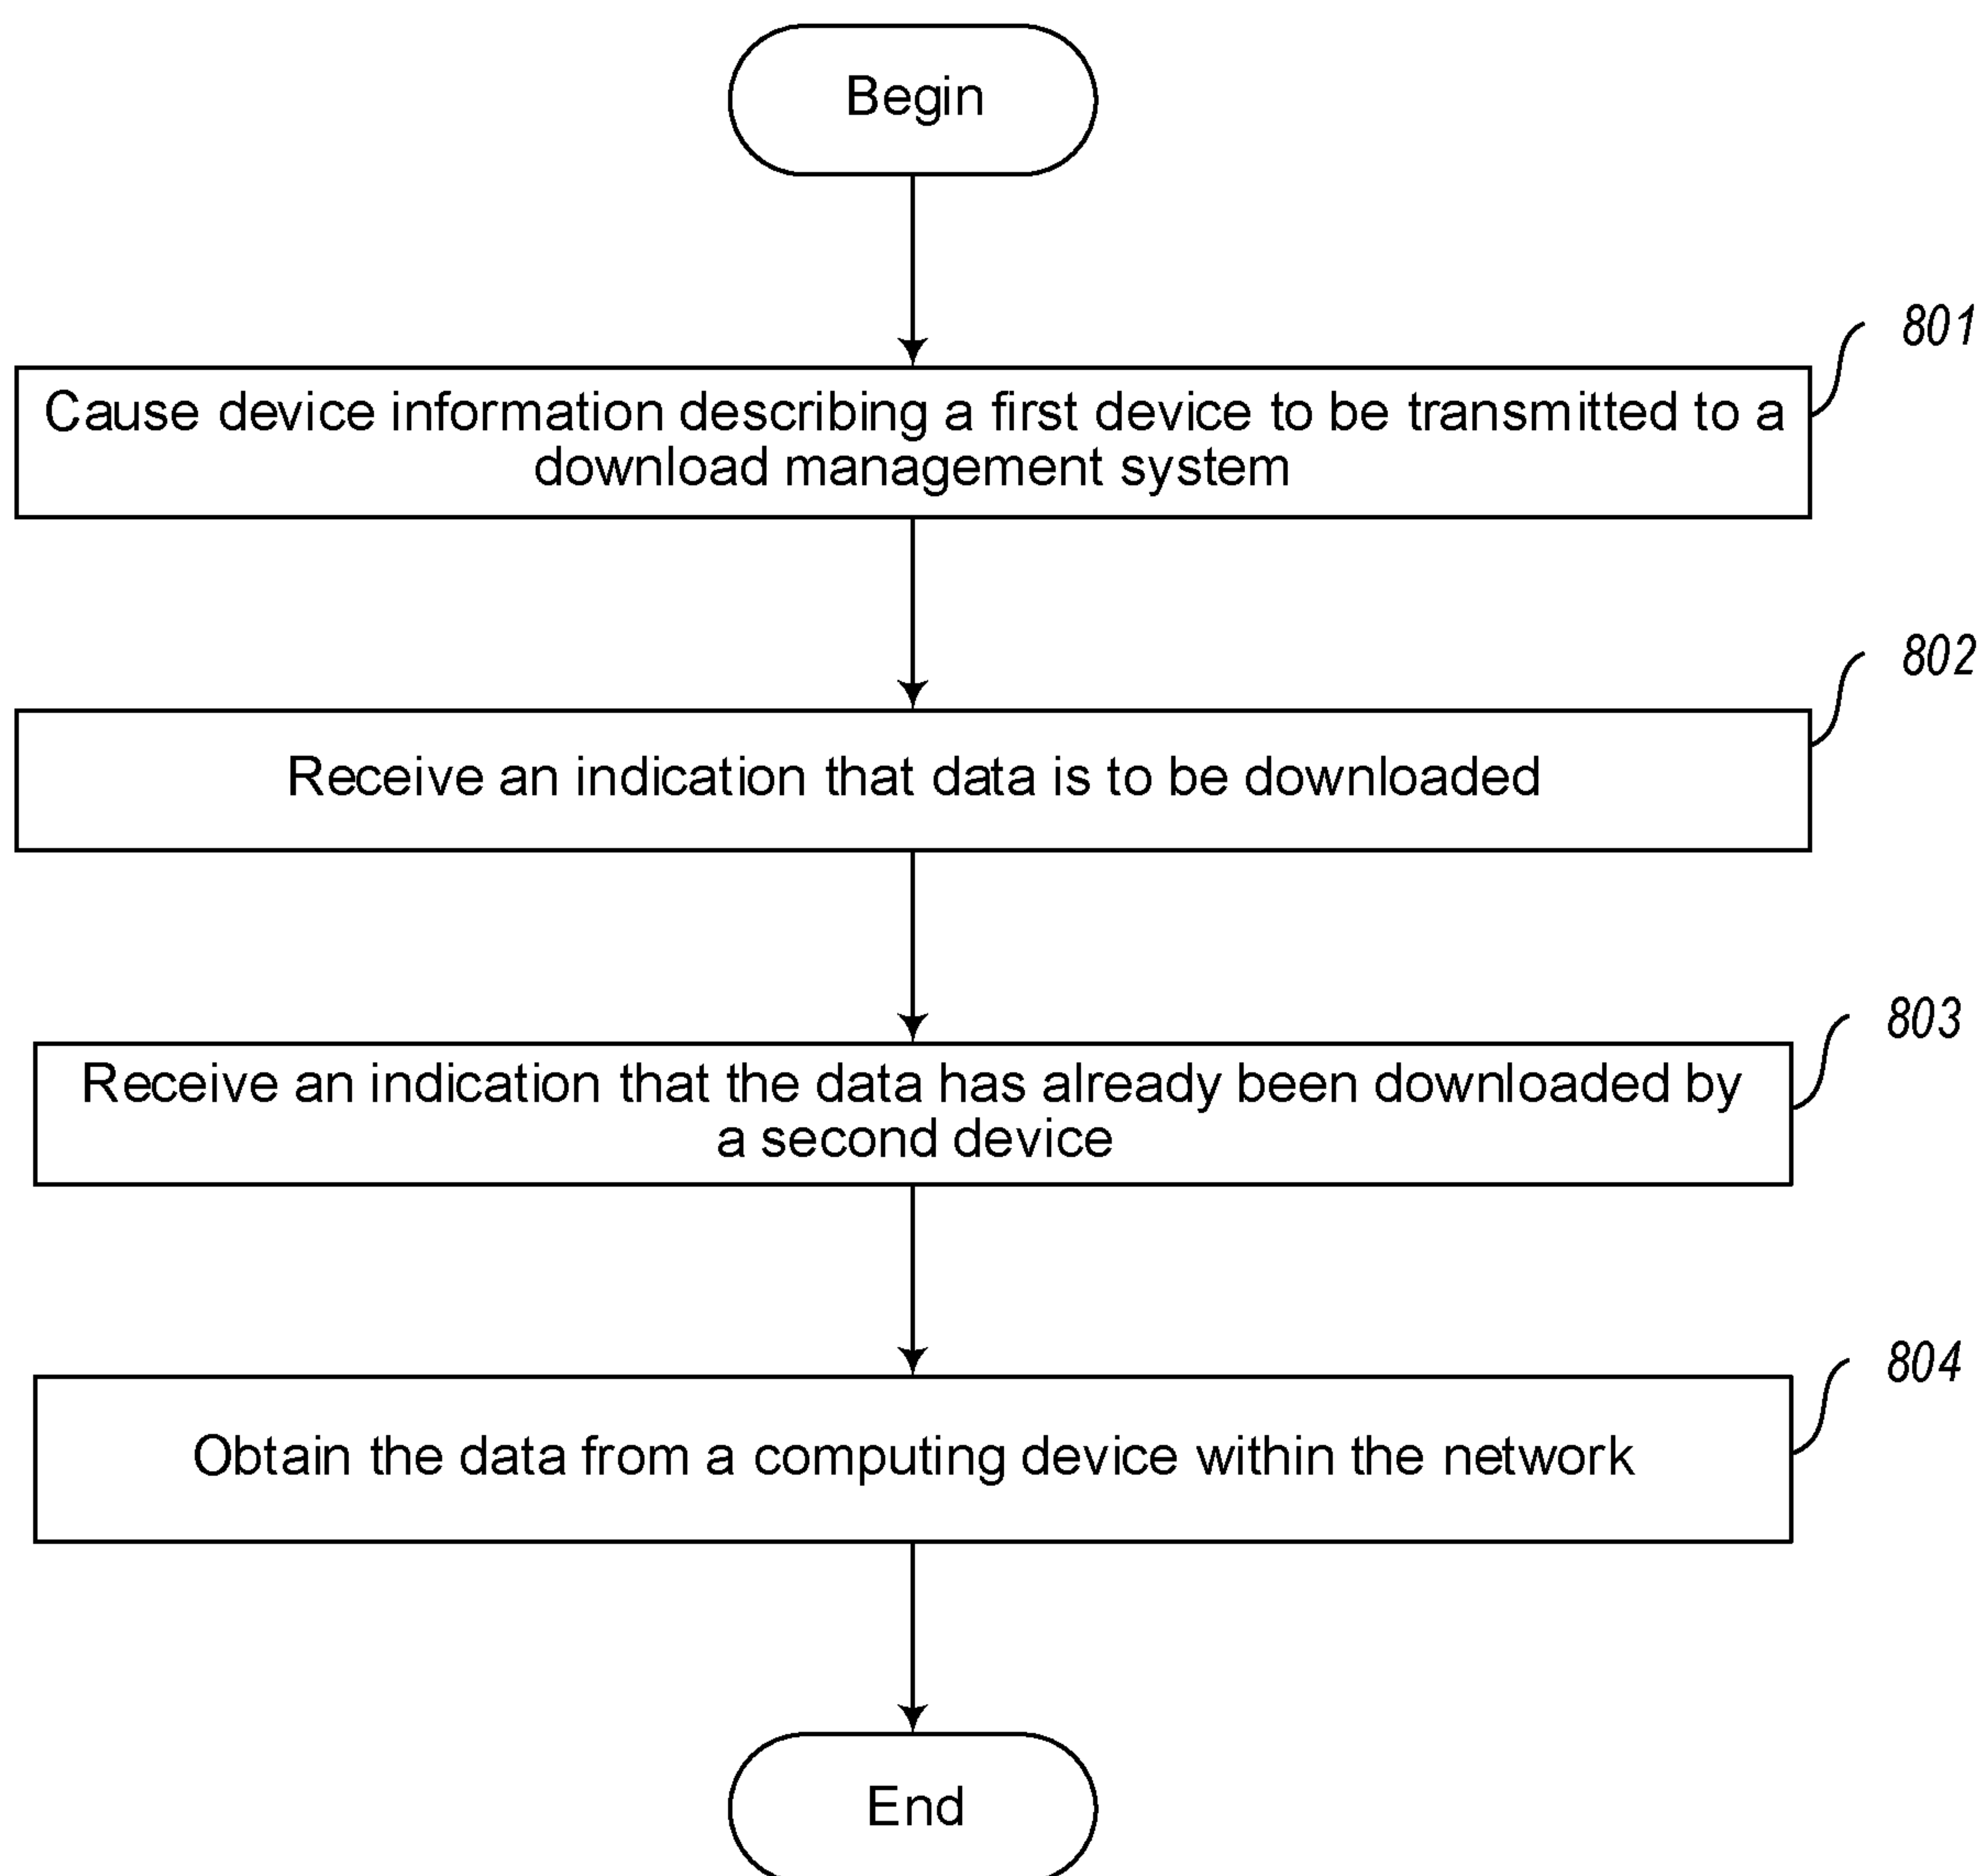 Begin
801
Cause device information describing a first device to be transmitted to a
download management system
802
Receive an indication that data is to be downloaded
803
Receive an indication that the data has already been downloaded by
a second device
804
Obtain the data from a computing device within the network
End